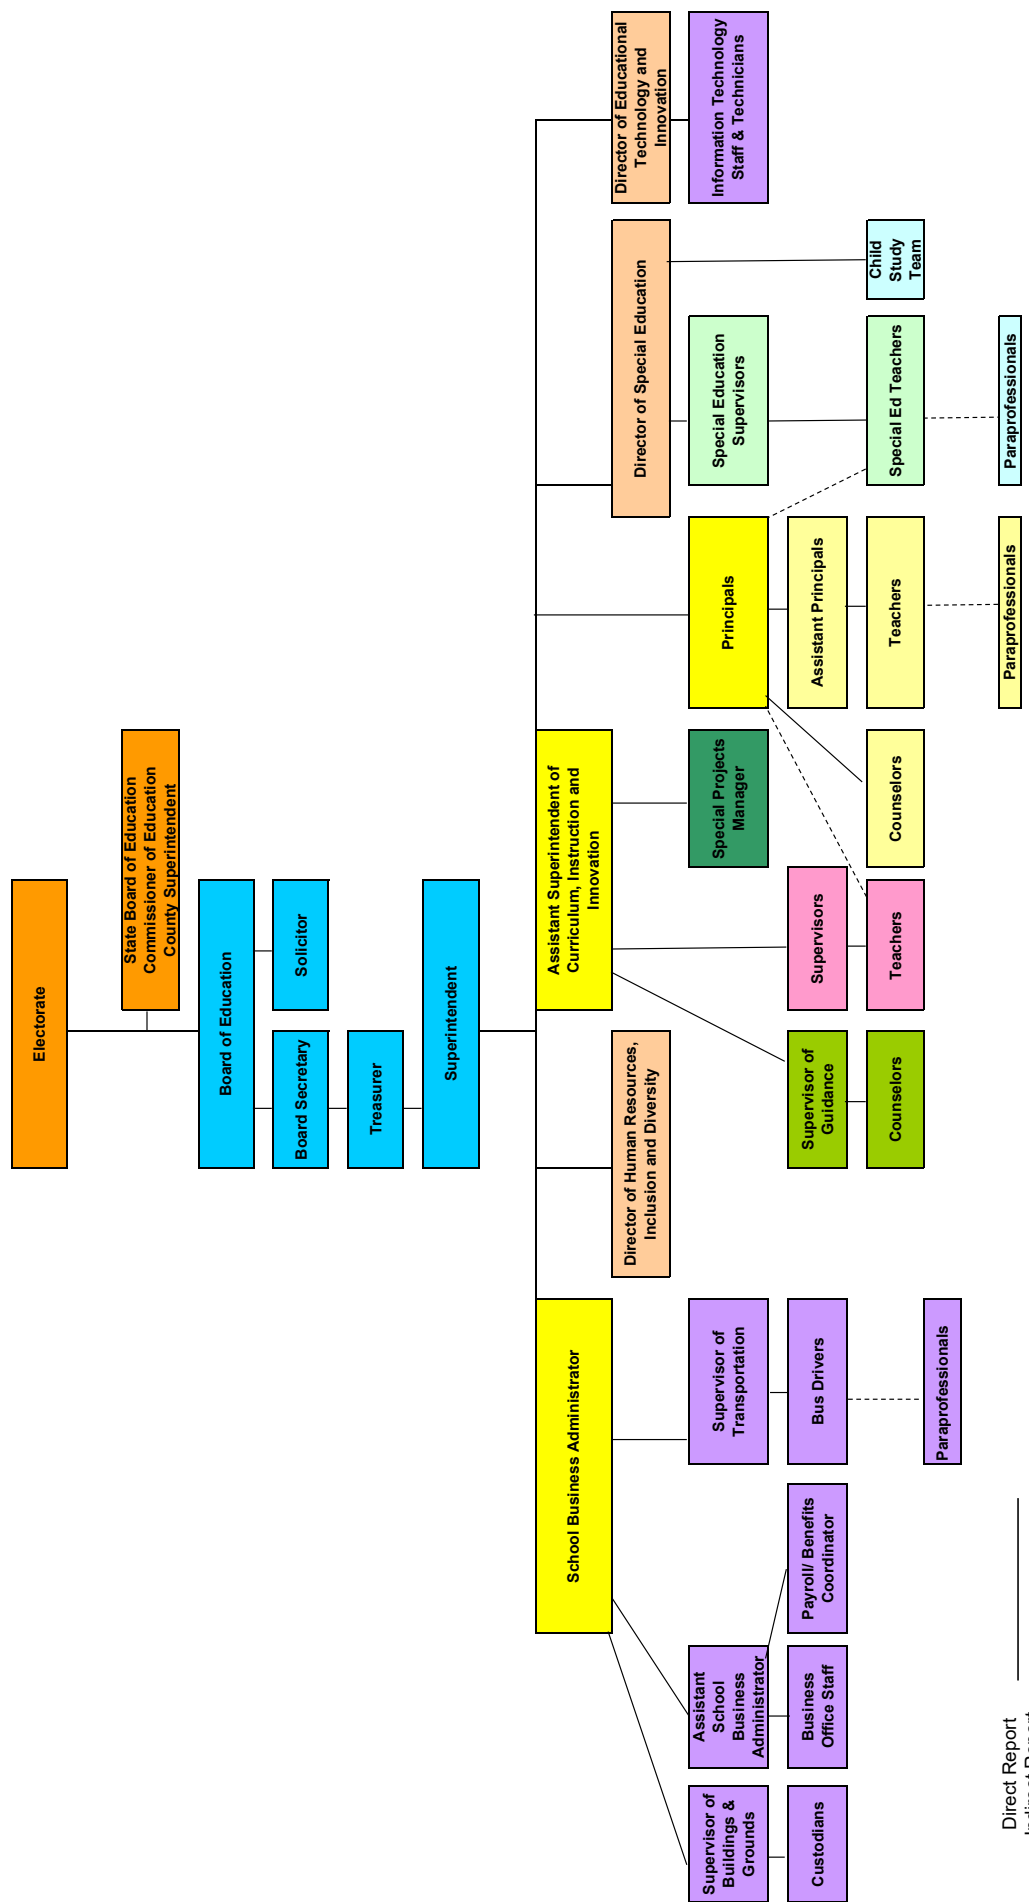 Electorate
State Board of Education
Commissioner of Education
County Superintendent
Board of Education
Board Secretary
Solicitor
Treasurer
Superintendent
School Business Administrator
Director of Human Resources,
Inclusion and Diversity
Assistant Superintendent of
Curriculum, Instruction and
Innovation
Director of Special Education
Director of Educational
Technology and
Innovation
Supervisor of
Buildings &
Grounds
Assistant
School
Business
Administrator
Supervisor of
Transportation
Special Projects
Manager
Principals
Special Education
Supervisors
Information Technology
Staff & Technicians
Custodians
Business
Office Staff
Payroll/ Benefits
Coordinator
Bus Drivers
Supervisor of
Guidance
Supervisors
Assistant Principals
Counselors
Teachers
Counselors
Teachers
Special Ed Teachers
Child
Study
Team
Paraprofessionals
Paraprofessionals
Paraprofessionals
Direct Report
Indirect Report